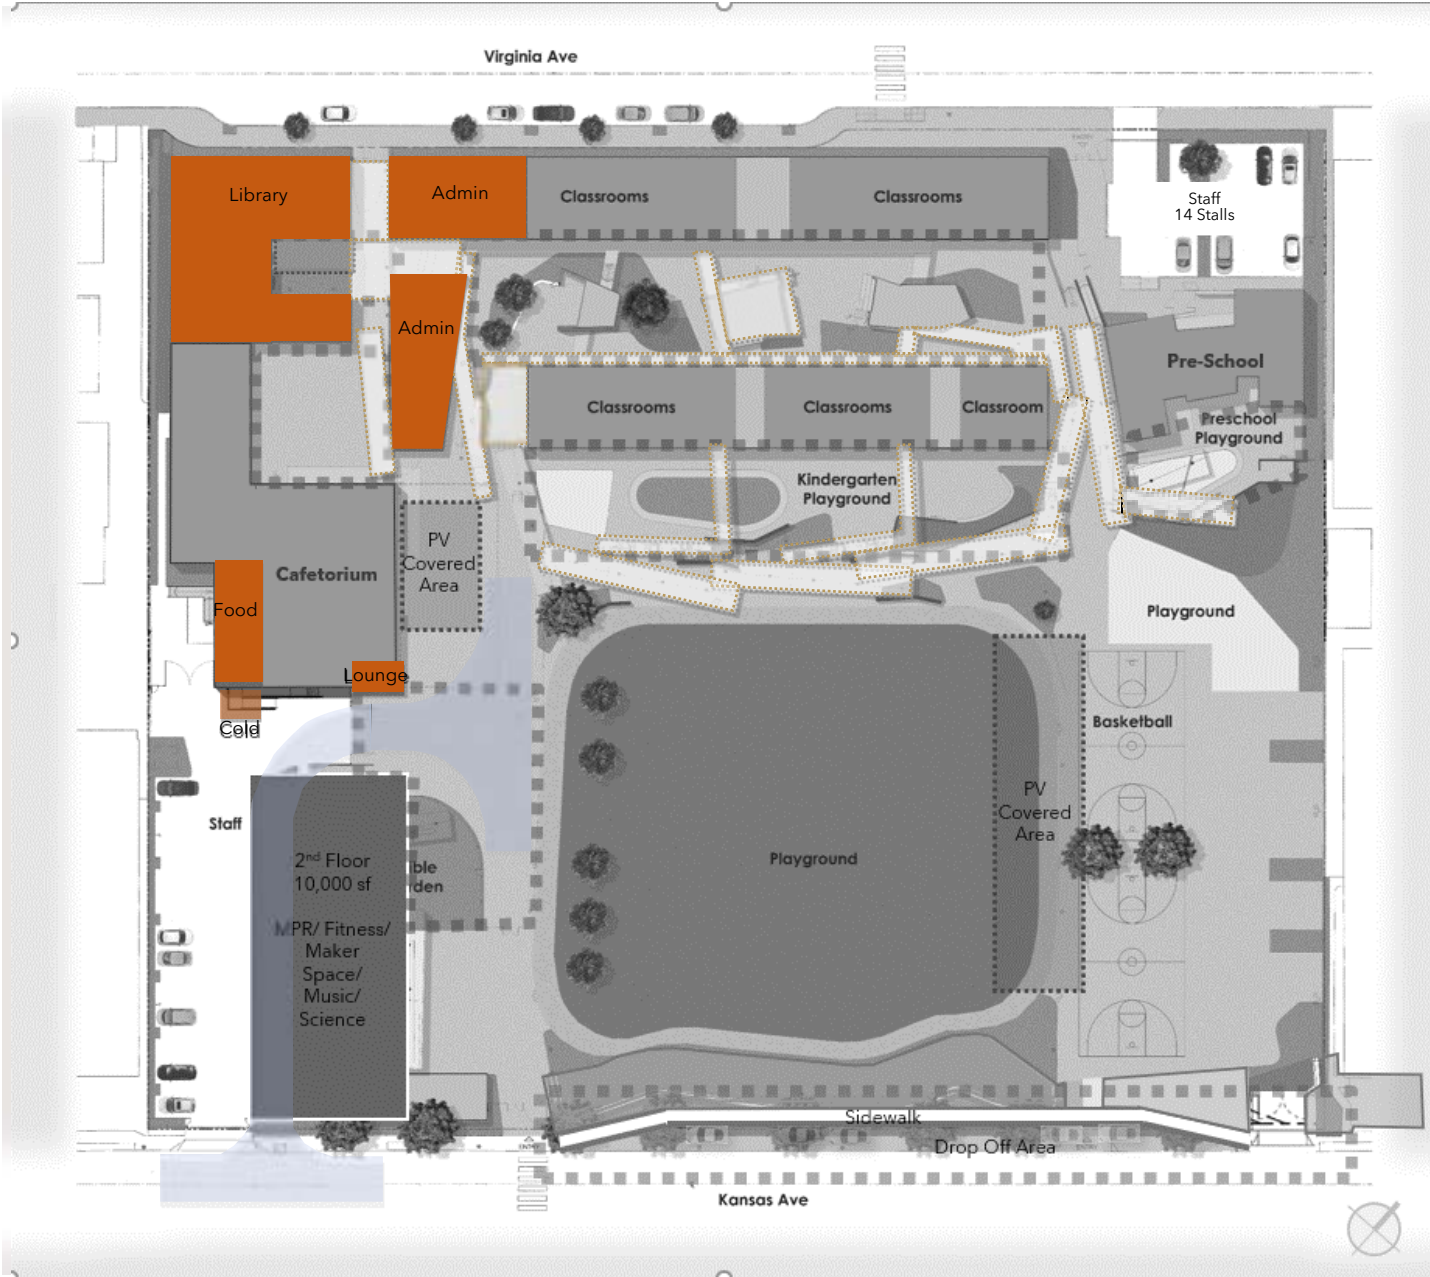 Virginia Ave
Library
Admin
Classrooms
Classrooms
Staff
14 Stalls
Admin
Pre-School
Classrooms
Classrooms
Classroom
Preschool
Playground
Kindergarten
Playground
PV
Covered
Area
Cafetorium
Food
Playground
Lounge
Cold
Basketball
PV
Covered
Area
Staff
2nd Floor
10,000 sf
ble
den
Playground
MPR/ Fitness/
Maker
Space/
Music/
Science
Sidewalk
Drop Off Area
Kansas Ave